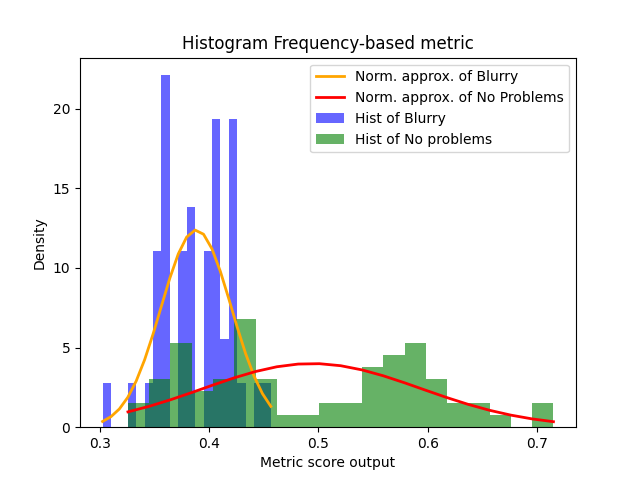 Histogram Frequency-based metric
Norm. approx. of Blurry
Norm. approx. of No Problems
Hist of Blurry
Hist of No problems
Density
20
15
10
5
0
0.3 0.4 0.5 0.6 0.7
Metric score output